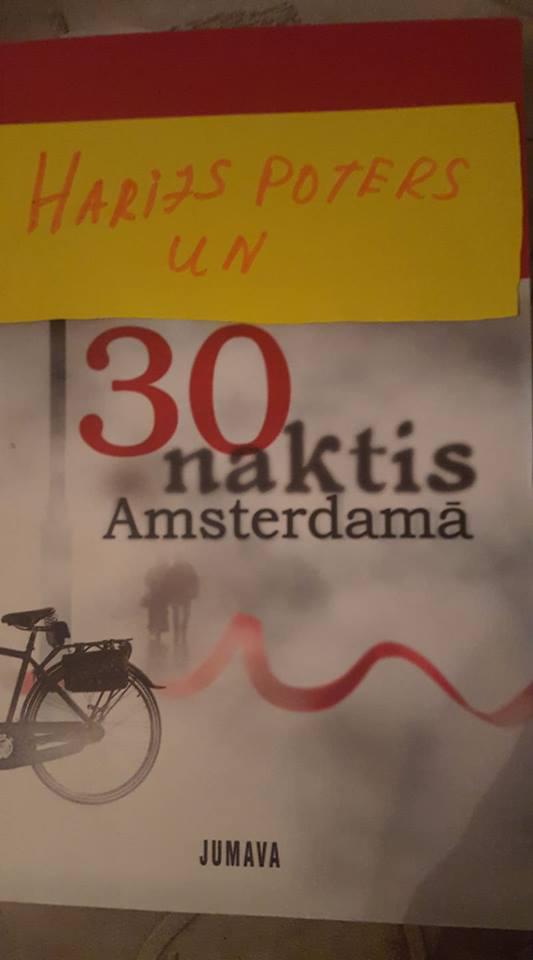 HARIJS POTERS
UN
30
naktis
Amsterdamā
JUMAVA